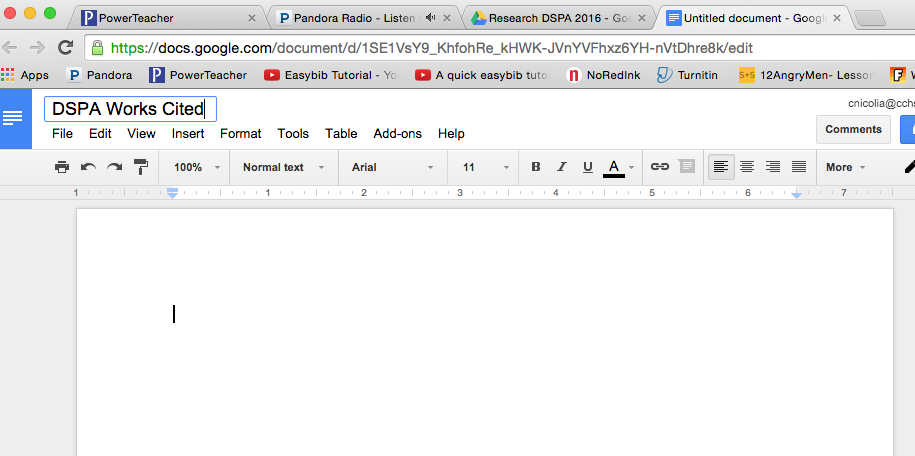 PowerTeacher Pandora Radio - Listen Research DSPA 2016 - Go Untitled document - Google
https://docs.google.com/document/d/1SE1VsY9_KhfohRe_kHWK-JVnYVFhxz6YH-nVtDhre8k/edit
Apps Pandora PowerTeacher Easybib Tutorial - Yo A quick easybib tuto NoRedInk Turnitin S+S 12AngryMen- Lesson
DSPA Works Cited
cnicolia@cchs
File Edit View Insert Format Tools Table Add-ons Help
Comments
100% Normal text Arial 11 B I U A More
1 1 2 3 4 5 6 7